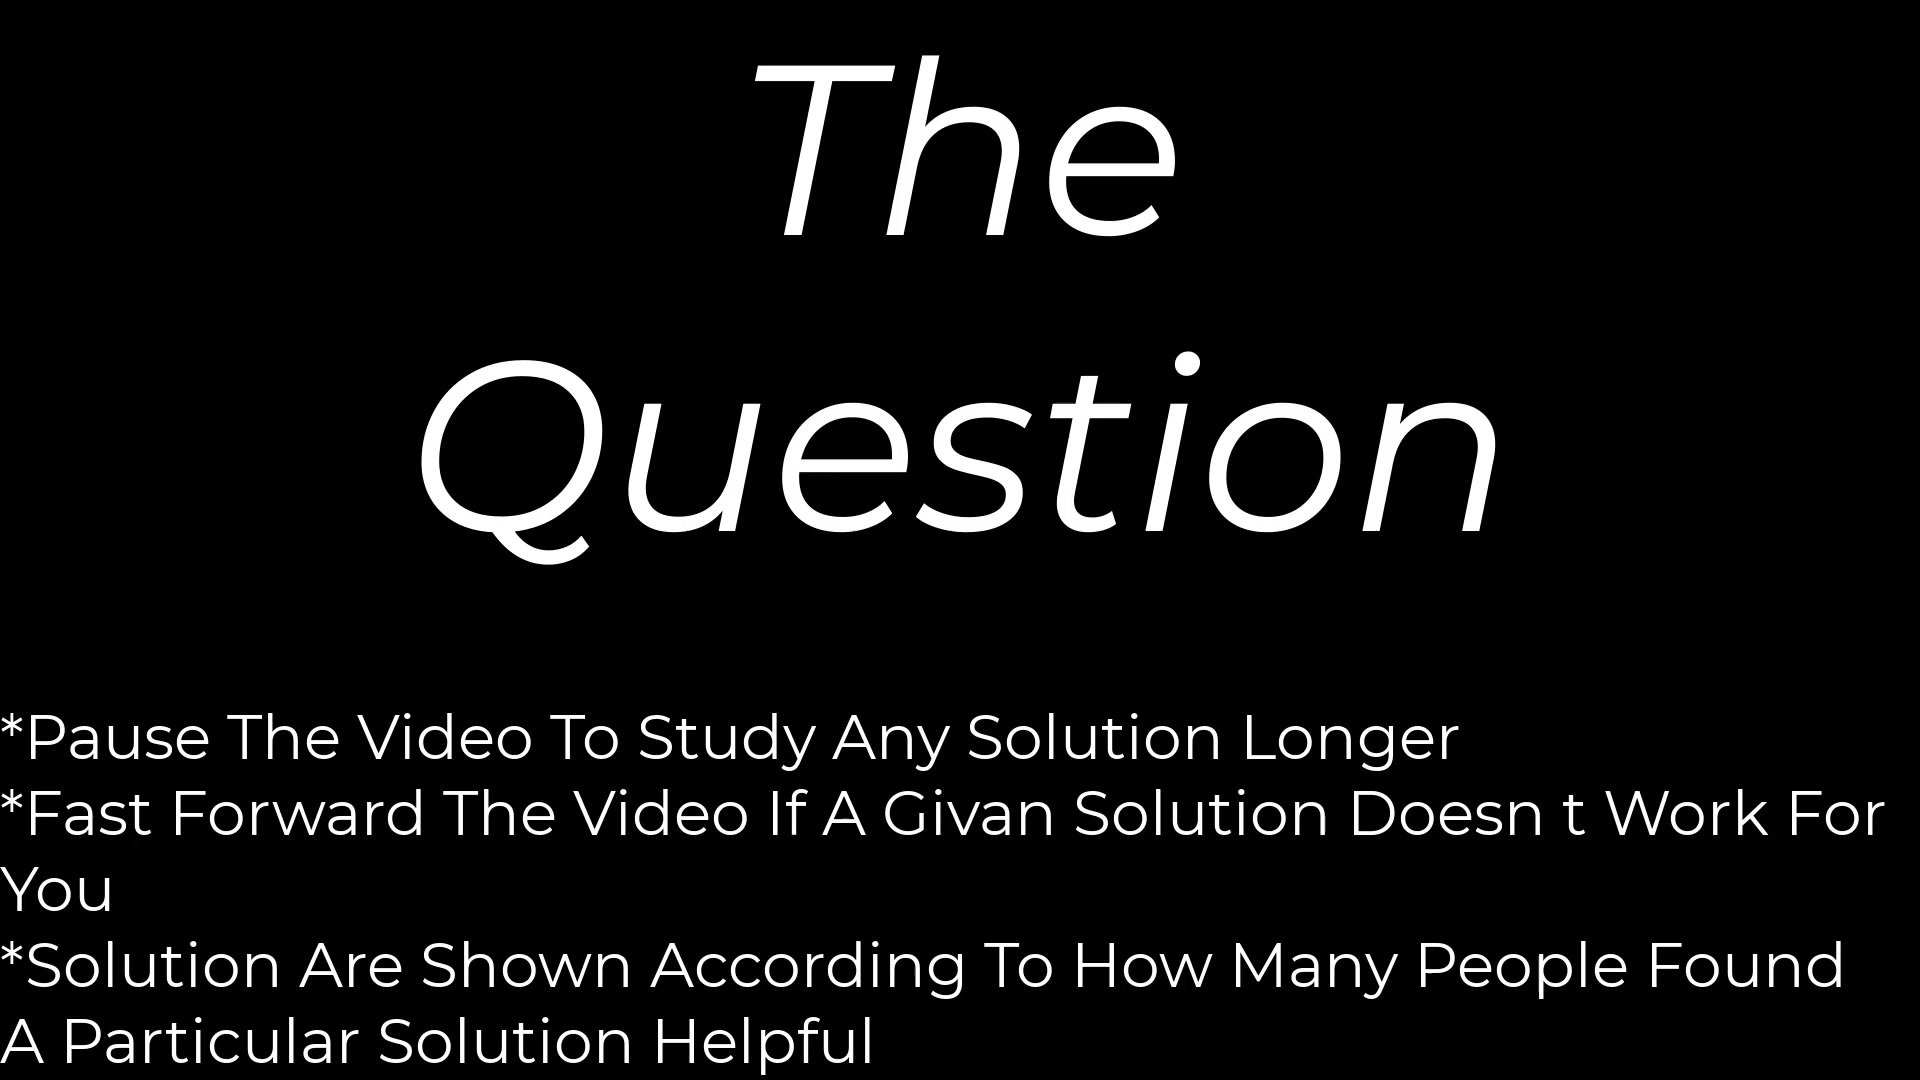 The
Question
*Pause The Video To Study Any Solution Longer
*Fast Forward The Video If A Givan Solution Doesn t Work For
You
*Solution Are Shown According To How Many People Found
A Particular Solution Helpful